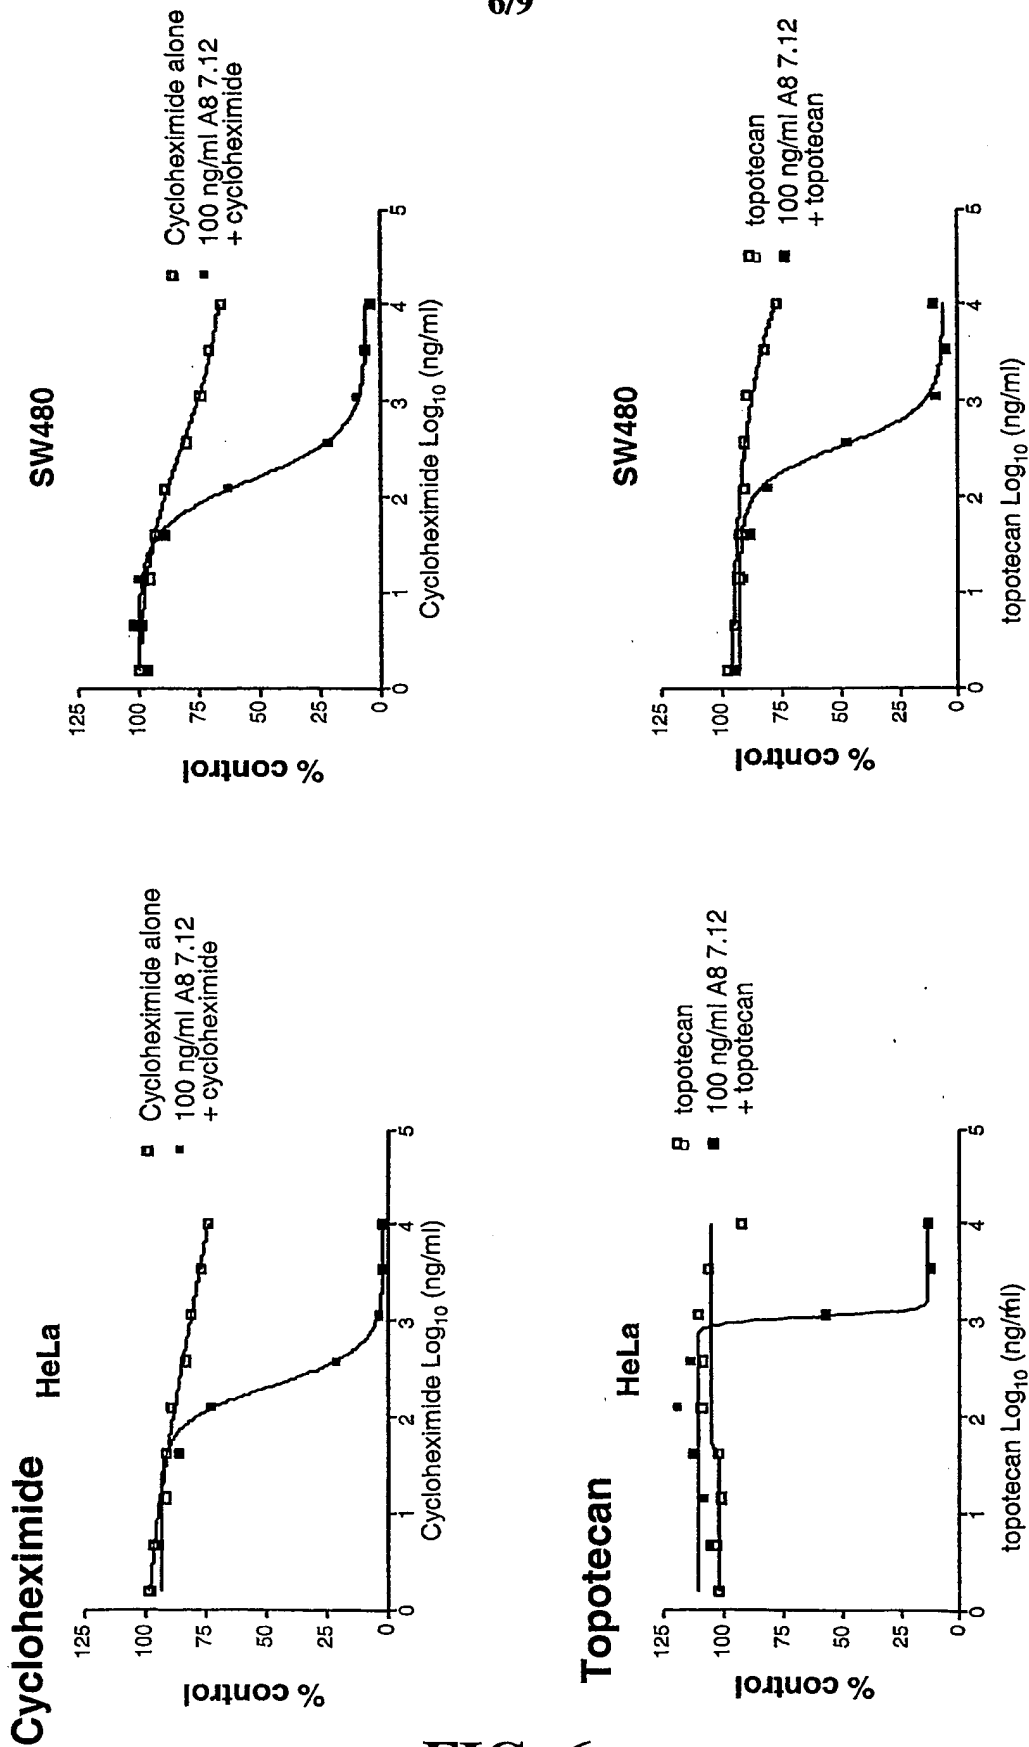 6/9
Cycloheximide
HeLa
% control
125
100
75
50
25
0
0
1
2
3
4
5
Cycloheximide Log10 (ng/ml)
Cycloheximide alone
100 ng/ml A8 7.12
+ cycloheximide
SW480
% control
125
100
75
50
25
0
0
1
2
3
4
5
Cycloheximide Log10 (ng/ml)
Cycloheximide alone
100 ng/ml A8 7.12
+ cycloheximide
Topotecan
HeLa
% control
125
100
75
50
25
0
0
1
2
3
4
5
topotecan Log10 (ng/ml)
topotecan
100 ng/ml A8 7.12
+ topotecan
SW480
% control
125
100
75
50
25
0
0
1
2
3
4
5
topotecan Log10 (ng/ml)
topotecan
100 ng/ml A8 7.12
+ topotecan